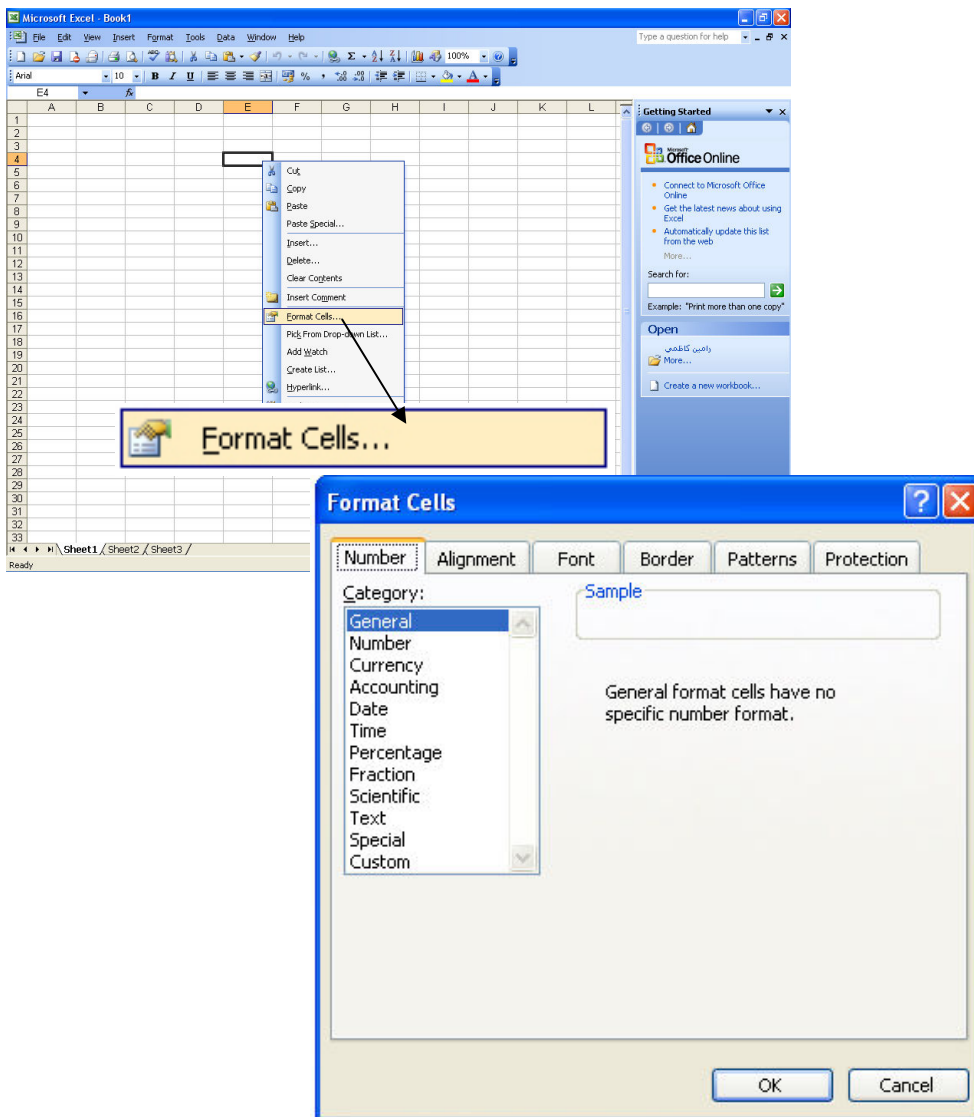 Microsoft Excel - Book1
File Edit View Insert Format Tools Data Window Help
Type a question for help
100%
Arial 10 B I U % , A
E4 fx
A B C D E F G H I J K L
1
2
3
4
5
6
7
8
9
10
11
12
13
14
15
16
17
18
19
20
21
22
23
24
25
26
27
28
29
30
31
32
33
Cut
Copy
Paste
Paste Special...
Insert...
Delete...
Clear Contents
Insert Comment
Format Cells...
Pick From Drop-down List...
Add Watch
Create List...
Hyperlink...
Getting Started
Microsoft
Office Online
Connect to Microsoft Office
Online
Get the latest news about using
Excel
Automatically update this list
from the web
More...
Search for:
Example: "Print more than one copy"
Open
رامین کاظمی
More...
Create a new workbook...
Sheet1 Sheet2 Sheet3
Ready
Format Cells...
Format Cells
Number Alignment Font Border Patterns Protection
Category:
General
Number
Currency
Accounting
Date
Time
Percentage
Fraction
Scientific
Text
Special
Custom
Sample
General format cells have no
specific number format.
OK Cancel